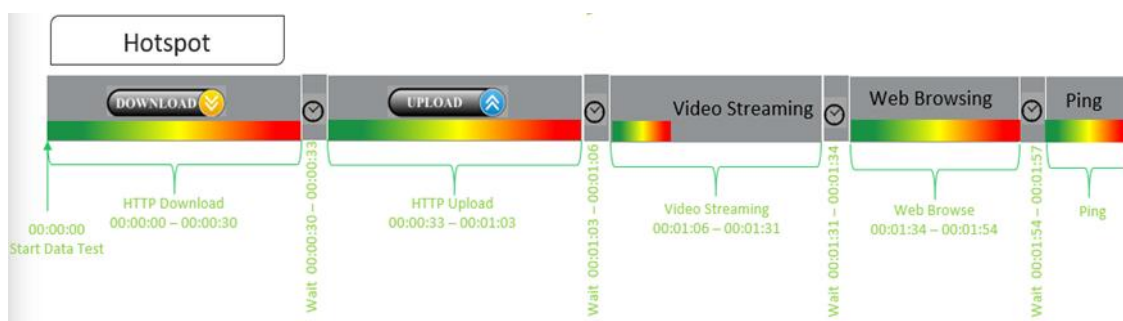 Hotspot
DOWNLOAD
UPLOAD
Video Streaming
Web Browsing
Ping
00:00:00
Start Data Test
HTTP Download
00:00:00 – 00:00:30
Wait 00:00:30 – 00:00:33
HTTP Upload
00:00:33 – 00:01:03
Wait 00:01:03 – 00:01:06
Video Streaming
00:01:06 – 00:01:31
Wait 00:01:31 – 00:01:34
Web Browse
00:01:34 – 00:01:54
Wait 00:01:54 – 00:01:57
Ping